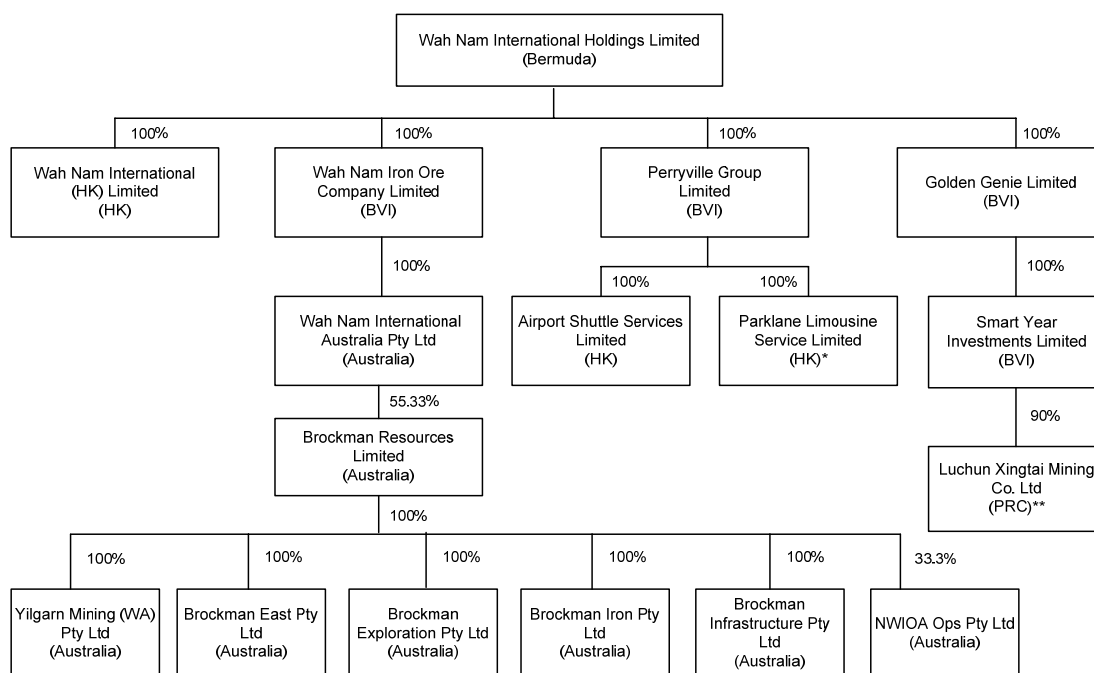 Wah Nam International Holdings Limited
(Bermuda)
100%
100%
100%
100%
Wah Nam International
(HK) Limited
(HK)
Wah Nam Iron Ore
Company Limited
(BVI)
Perryville Group
Limited
(BVI)
Golden Genie Limited
(BVI)
100%
100%
100%
100%
Wah Nam International
Australia Pty Ltd
(Australia)
Airport Shuttle Services
Limited
(HK)
Parklane Limousine
Service Limited
(HK)*
Smart Year
Investments Limited
(BVI)
55.33%
90%
Brockman Resources
Limited
(Australia)
Luchun Xingtai Mining
Co. Ltd
(PRC)**
100%
100%
100%
100%
100%
100%
33.3%
Yilgarn Mining (WA)
Pty Ltd
(Australia)
Brockman East Pty
Ltd
(Australia)
Brockman
Exploration Pty Ltd
(Australia)
Brockman Iron Pty
Ltd
(Australia)
Brockman
Infrastructure Pty
Ltd
(Australia)
NWIOA Ops Pty Ltd
(Australia)